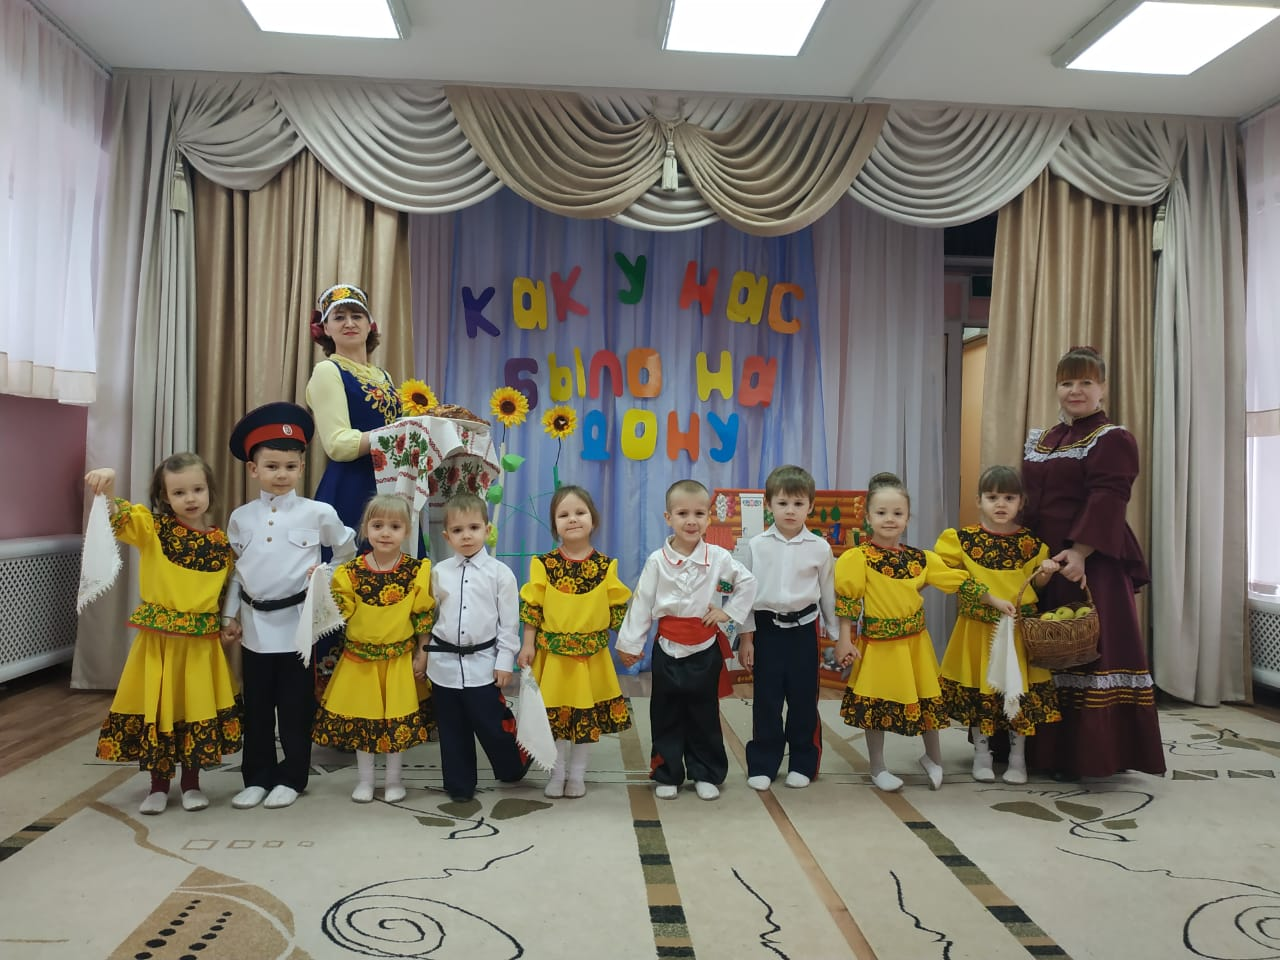 как у нас
было на
дону